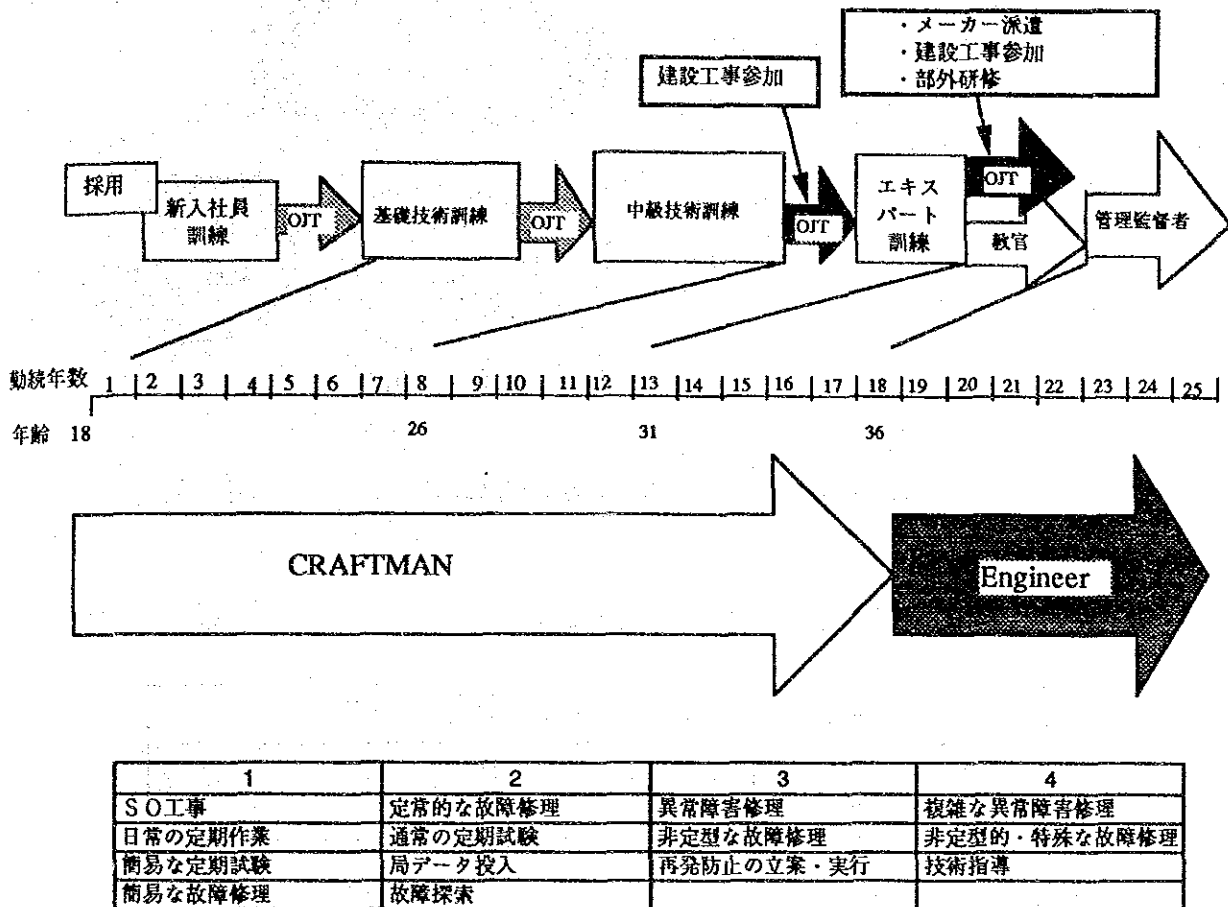 ・メーカー派遣
・建設工事参加
・部外研修
建設工事参加
採用
新入社員
訓練
OJT
基礎技術訓練
OJT
中級技術訓練
OJT
エキス
パート
訓練
OJT
教官
管理監督者
勤続年数 1 2 3 4 5 6 7 8 9 10 11 12 13 14 15 16 17 18 19 20 21 22 23 24 25
年齢 18 26 31 36
CRAFTMAN
Engineer
1 2 3 4
ＳＯ工事 定常的な故障修理 異常障害修理 複雑な異常障害修理
日常の定期作業 通常の定期試験 非定型な故障修理 非定型的・特殊な故障修理
簡易な定期試験 局データ投入 再発防止の立案・実行 技術指導
簡易な故障修理 故障探索